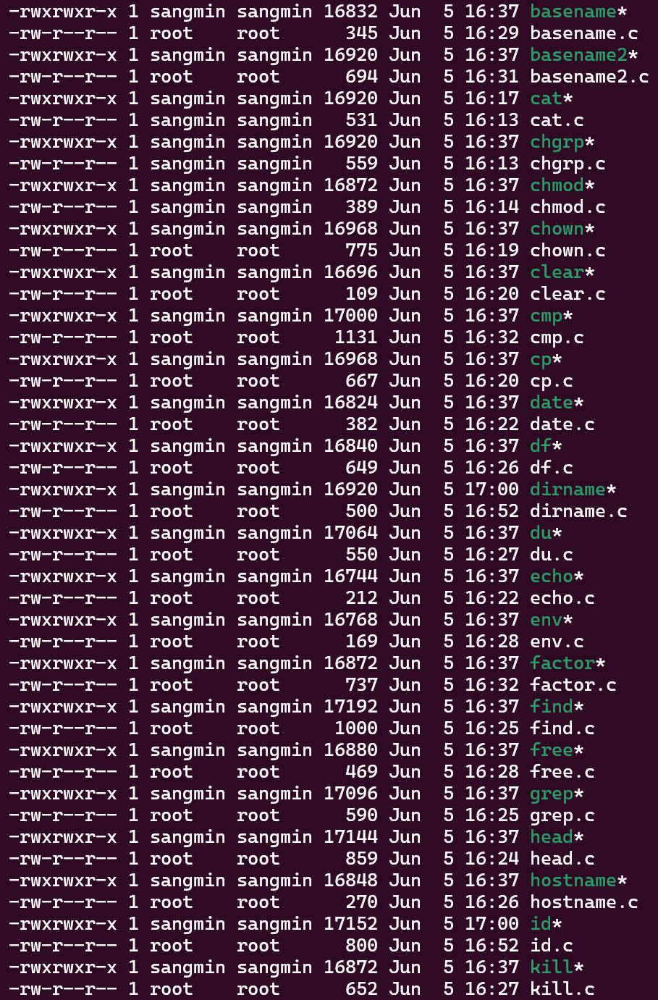 -rwxrwxr-x 1 sangmin sangmin 16832 Jun  5 16:37 basename*
-rw-r--r-- 1 root    root      345 Jun  5 16:29 basename.c
-rwxrwxr-x 1 sangmin sangmin 16920 Jun  5 16:37 basename2*
-rw-r--r-- 1 root    root      694 Jun  5 16:31 basename2.c
-rwxrwxr-x 1 sangmin sangmin 16920 Jun  5 16:17 cat*
-rw-r--r-- 1 sangmin sangmin   531 Jun  5 16:13 cat.c
-rwxrwxr-x 1 sangmin sangmin 16920 Jun  5 16:37 chgrp*
-rw-r--r-- 1 sangmin sangmin   559 Jun  5 16:13 chgrp.c
-rwxrwxr-x 1 sangmin sangmin 16872 Jun  5 16:37 chmod*
-rw-r--r-- 1 sangmin sangmin   389 Jun  5 16:14 chmod.c
-rwxrwxr-x 1 sangmin sangmin 16968 Jun  5 16:37 chown*
-rw-r--r-- 1 root    root      775 Jun  5 16:19 chown.c
-rwxrwxr-x 1 sangmin sangmin 16696 Jun  5 16:37 clear*
-rw-r--r-- 1 root    root      109 Jun  5 16:20 clear.c
-rwxrwxr-x 1 sangmin sangmin 17000 Jun  5 16:37 cmp*
-rw-r--r-- 1 root    root     1131 Jun  5 16:32 cmp.c
-rwxrwxr-x 1 sangmin sangmin 16968 Jun  5 16:37 cp*
-rw-r--r-- 1 root    root      667 Jun  5 16:20 cp.c
-rwxrwxr-x 1 sangmin sangmin 16824 Jun  5 16:37 date*
-rw-r--r-- 1 root    root      382 Jun  5 16:22 date.c
-rwxrwxr-x 1 sangmin sangmin 16840 Jun  5 16:37 df*
-rw-r--r-- 1 root    root      649 Jun  5 16:26 df.c
-rwxrwxr-x 1 sangmin sangmin 16920 Jun  5 17:00 dirname*
-rw-r--r-- 1 root    root      500 Jun  5 16:52 dirname.c
-rwxrwxr-x 1 sangmin sangmin 17064 Jun  5 16:37 du*
-rw-r--r-- 1 root    root      550 Jun  5 16:27 du.c
-rwxrwxr-x 1 sangmin sangmin 16744 Jun  5 16:37 echo*
-rw-r--r-- 1 root    root      212 Jun  5 16:22 echo.c
-rwxrwxr-x 1 sangmin sangmin 16768 Jun  5 16:37 env*
-rw-r--r-- 1 root    root      169 Jun  5 16:28 env.c
-rwxrwxr-x 1 sangmin sangmin 16872 Jun  5 16:37 factor*
-rw-r--r-- 1 root    root      737 Jun  5 16:32 factor.c
-rwxrwxr-x 1 sangmin sangmin 17192 Jun  5 16:37 find*
-rw-r--r-- 1 root    root     1000 Jun  5 16:25 find.c
-rwxrwxr-x 1 sangmin sangmin 16880 Jun  5 16:37 free*
-rw-r--r-- 1 root    root      469 Jun  5 16:28 free.c
-rwxrwxr-x 1 sangmin sangmin 17096 Jun  5 16:37 grep*
-rw-r--r-- 1 root    root      590 Jun  5 16:25 grep.c
-rwxrwxr-x 1 sangmin sangmin 17144 Jun  5 16:37 head*
-rw-r--r-- 1 root    root      859 Jun  5 16:24 head.c
-rwxrwxr-x 1 sangmin sangmin 16848 Jun  5 16:37 hostname*
-rw-r--r-- 1 root    root      270 Jun  5 16:26 hostname.c
-rwxrwxr-x 1 sangmin sangmin 17152 Jun  5 17:00 id*
-rw-r--r-- 1 root    root      800 Jun  5 16:52 id.c
-rwxrwxr-x 1 sangmin sangmin 16872 Jun  5 16:37 kill*
-rw-r--r-- 1 root    root      652 Jun  5 16:27 kill.c